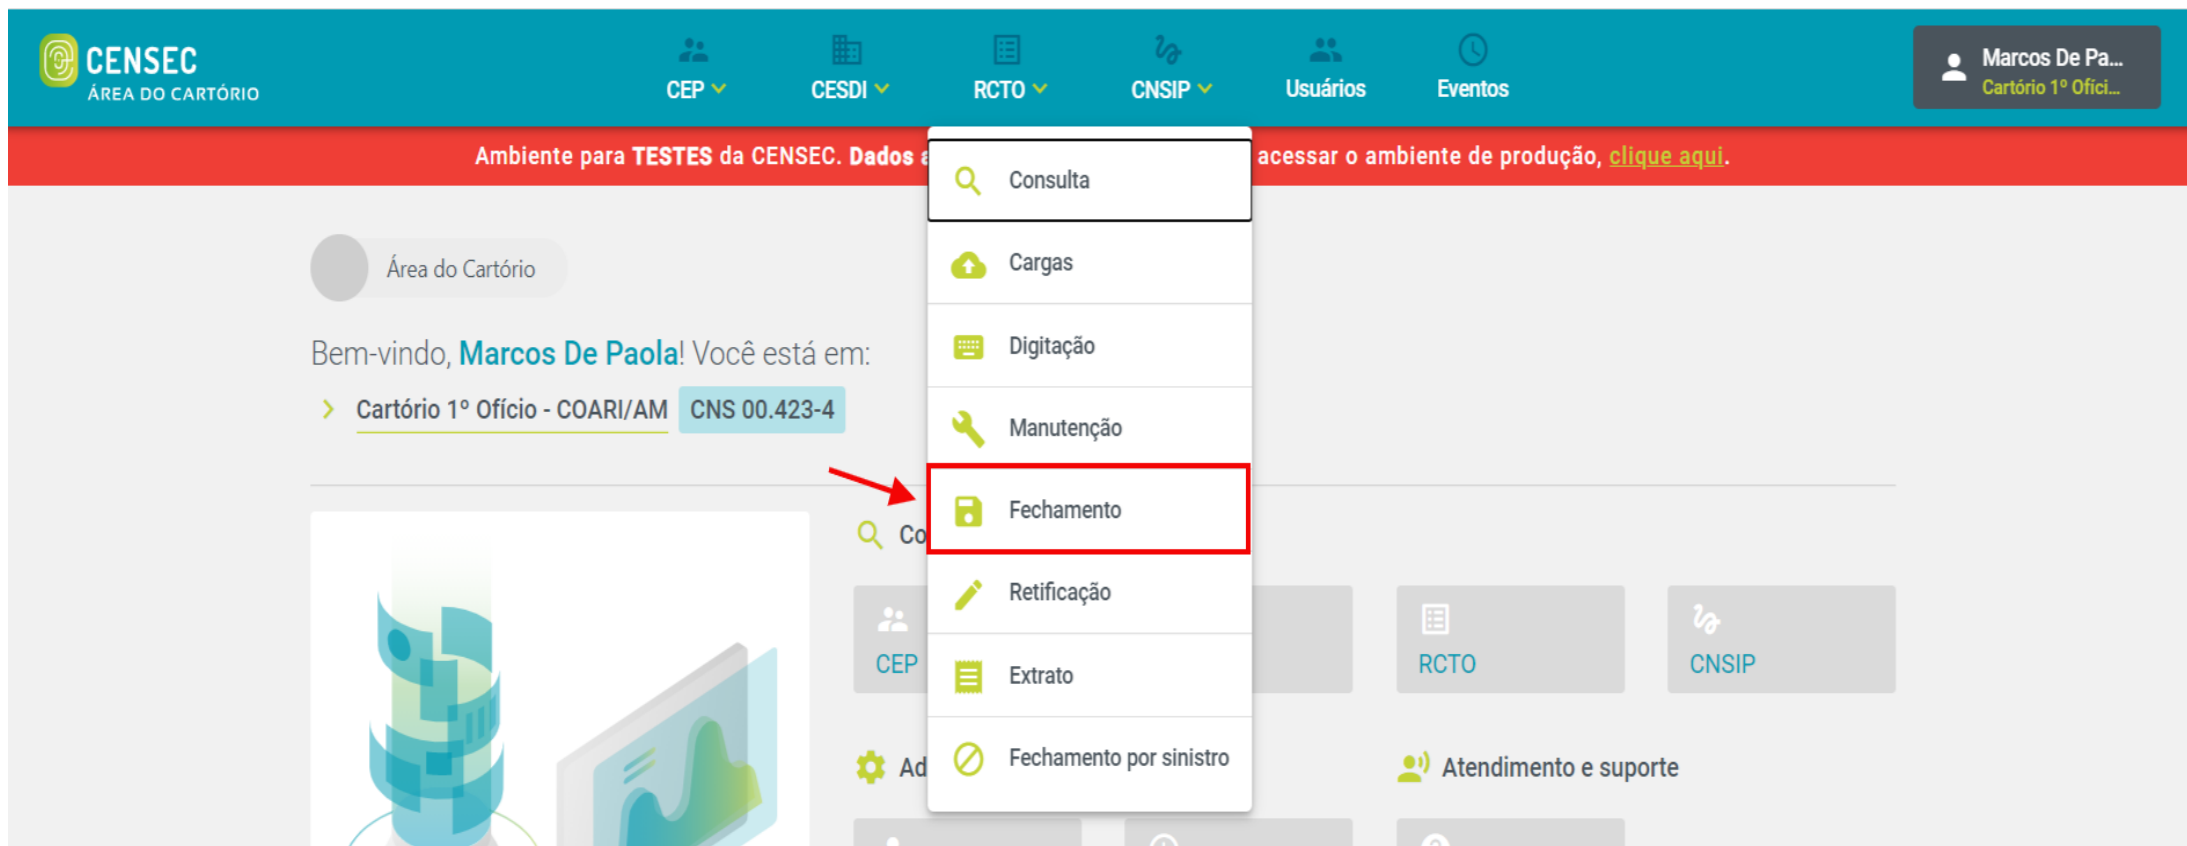 CENSEC
ÁREA DO CARTÓRIO
CEP
CESDI
RCTO
CNSIP
Usuários
Eventos
Marcos De Pa...
Cartório 1º Ofíci...
Ambiente para TESTES da CENSEC. Dados acessar o ambiente de produção, clique aqui.
Consulta
Cargas
Digitação
Manutenção
Fechamento
Retificação
Extrato
Fechamento por sinistro
Área do Cartório
Bem-vindo, Marcos De Paola! Você está em:
Cartório 1º Ofício - COARI/AM CNS 00.423-4
Co
CEP
RCTO
CNSIP
Ad
Atendimento e suporte